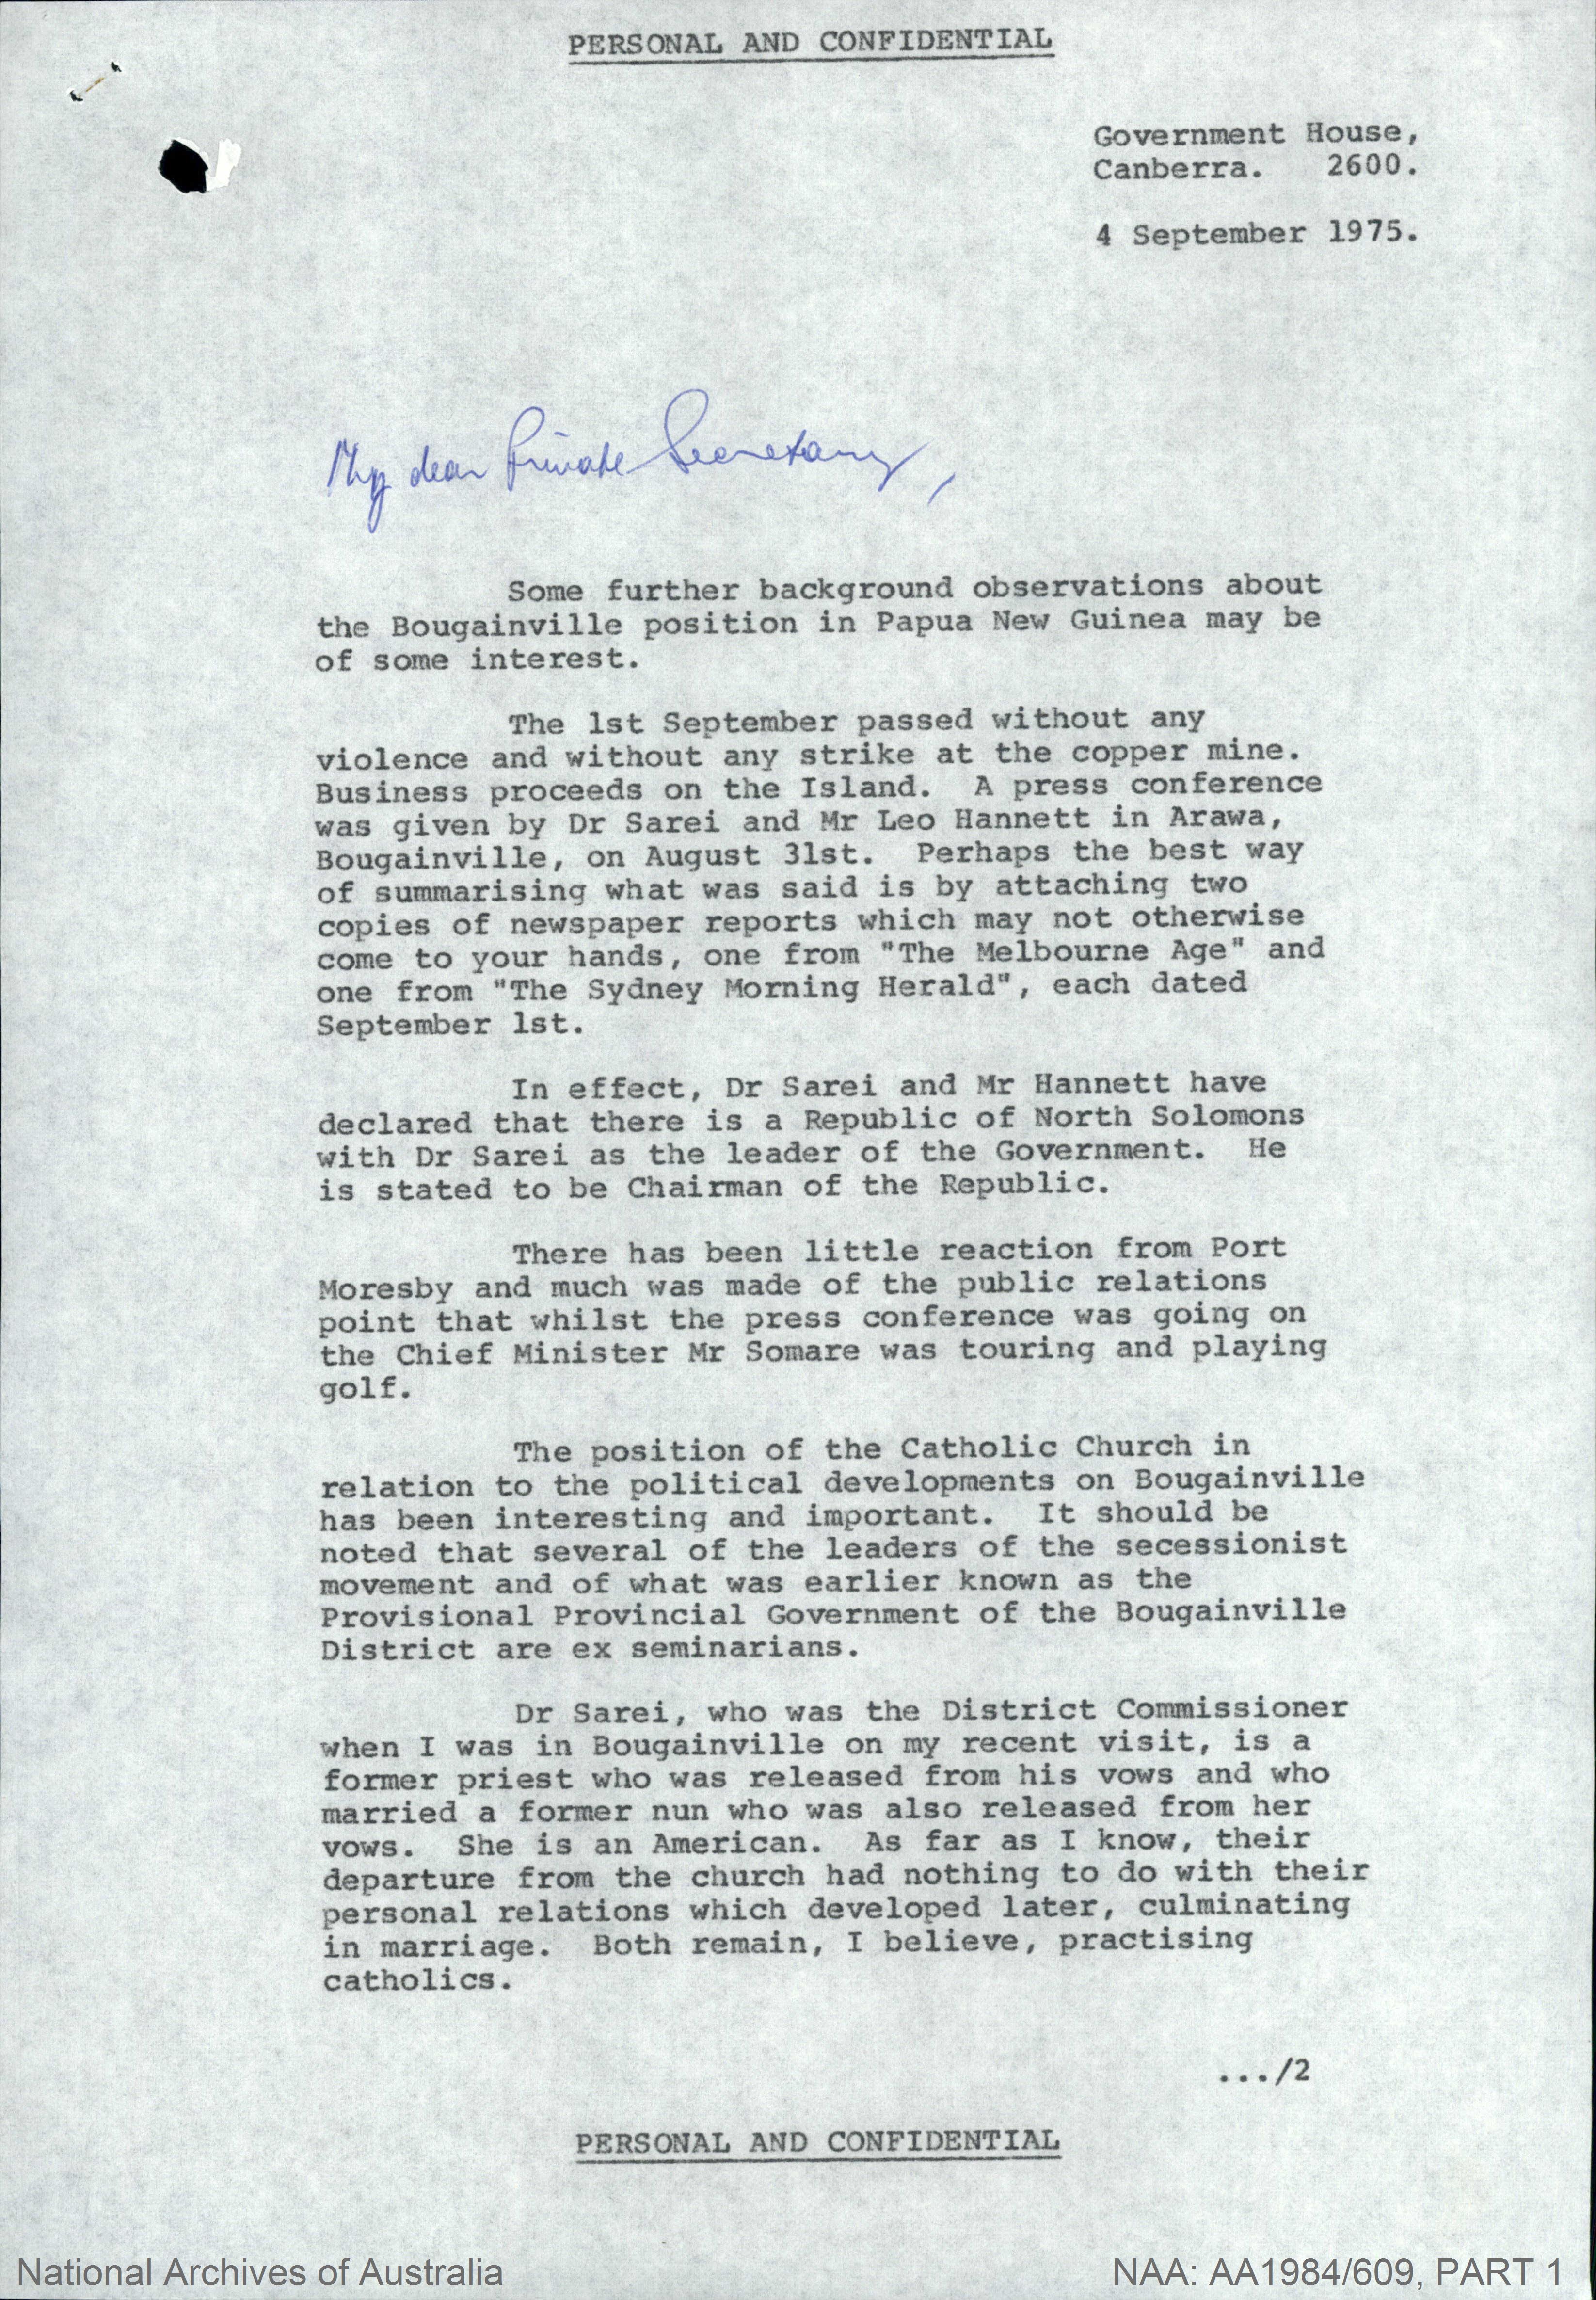 PERSONAL AND CONFIDENTIAL
Government House,
Canberra. 2600.
4 September 1975.
My dear Private Secretary,
Some further background observations about
the Bougainville position in Papua New Guinea may be
of some interest.
The 1st September passed without any
violence and without any strike at the copper mine.
Business proceeds on the Island. A press conference
was given by Dr Sarei and Mr Leo Hannett in Arawa,
Bougainville, on August 31st. Perhaps the best way
of summarising what was said is by attaching two
copies of newspaper reports which may not otherwise
come to your hands, one from "The Melbourne Age" and
one from "The Sydney Morning Herald", each dated
September 1st.
In effect, Dr Sarei and Mr Hannett have
declared that there is a Republic of North Solomons
with Dr Sarei as the leader of the Government. He
is stated to be Chairman of the Republic.
There has been little reaction from Port
Moresby and much was made of the public relations
point that whilst the press conference was going on
the Chief Minister Mr Somare was touring and playing
golf.
The position of the Catholic Church in
relation to the political developments on Bougainville
has been interesting and important. It should be
noted that several of the leaders of the secessionist
movement and of what was earlier known as the
Provisional Provincial Government of the Bougainville
District are ex seminarians.
Dr Sarei, who was the District Commissioner
when I was in Bougainville on my recent visit, is a
former priest who was released from his vows and who
married a former nun who was also released from her
vows. She is an American. As far as I know, their
departure from the church had nothing to do with their
personal relations which developed later, culminating
in marriage. Both remain, I believe, practising
catholics.
.../2
PERSONAL AND CONFIDENTIAL
National Archives of Australia
NAA: AA1984/609, PART 1